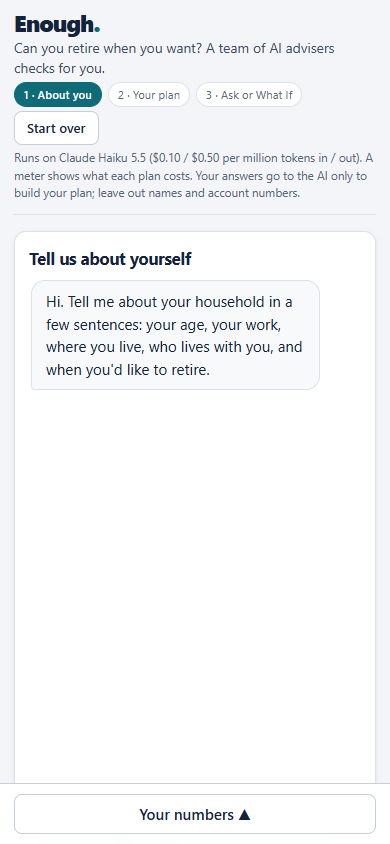 Enough.
Can you retire when you want? A team of AI advisers
checks for you.
1 · About you
2 · Your plan
3 · Ask or What If
Start over
Runs on Claude Haiku 5.5 ($0.10 / $0.50 per million tokens in / out). A
meter shows what each plan costs. Your answers go to the AI only to
build your plan; leave out names and account numbers.
Tell us about yourself
Hi. Tell me about your household in a
few sentences: your age, your work,
where you live, who lives with you, and
when you'd like to retire.
Your numbers ▲